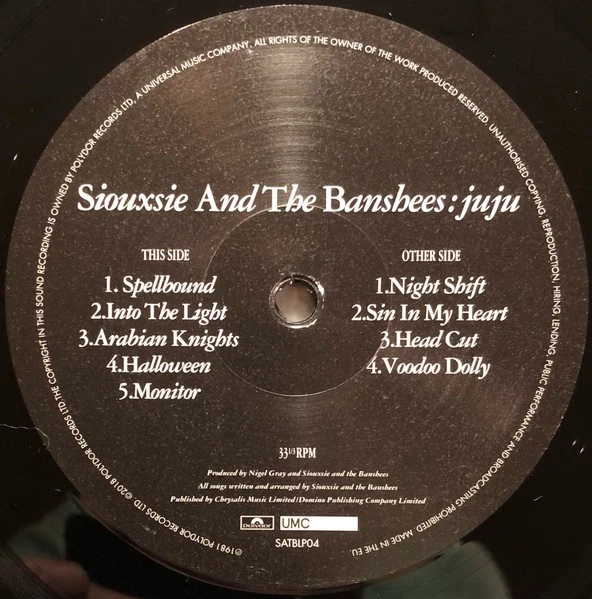 ℗1981 POLYDOR RECORDS LTD ©2018 POLYDOR RECORDS LTD THE COPYRIGHT IN THIS SOUND RECORDING IS OWNED BY POLYDOR RECORDS LTD, A UNIVERSAL MUSIC COMPANY. ALL RIGHTS OF THE OWNER OF THE WORK PRODUCED RESERVED. UNAUTHORISED COPYING, REPRODUCTION, HIRING, LENDING, PUBLIC PERFORMANCE AND BROADCASTING PROHIBITED. MADE IN THE EU.
Siouxsie And The Banshees: juju
THIS SIDE
1. Spellbound
2.Into The Light
3.Arabian Knights
4.Halloween
5.Monitor
OTHER SIDE
1.Night Shift
2.Sin In My Heart
3.Head Cut
4.Voodoo Dolly
33 1/3 RPM
Produced by Nigel Gray and Siouxsie and the Banshees
All songs written and arranged by Siouxsie and the Banshees
Published by Chrysalis Music Limited/Domino Publishing Company Limited
polydor
UMC
SATBLP04